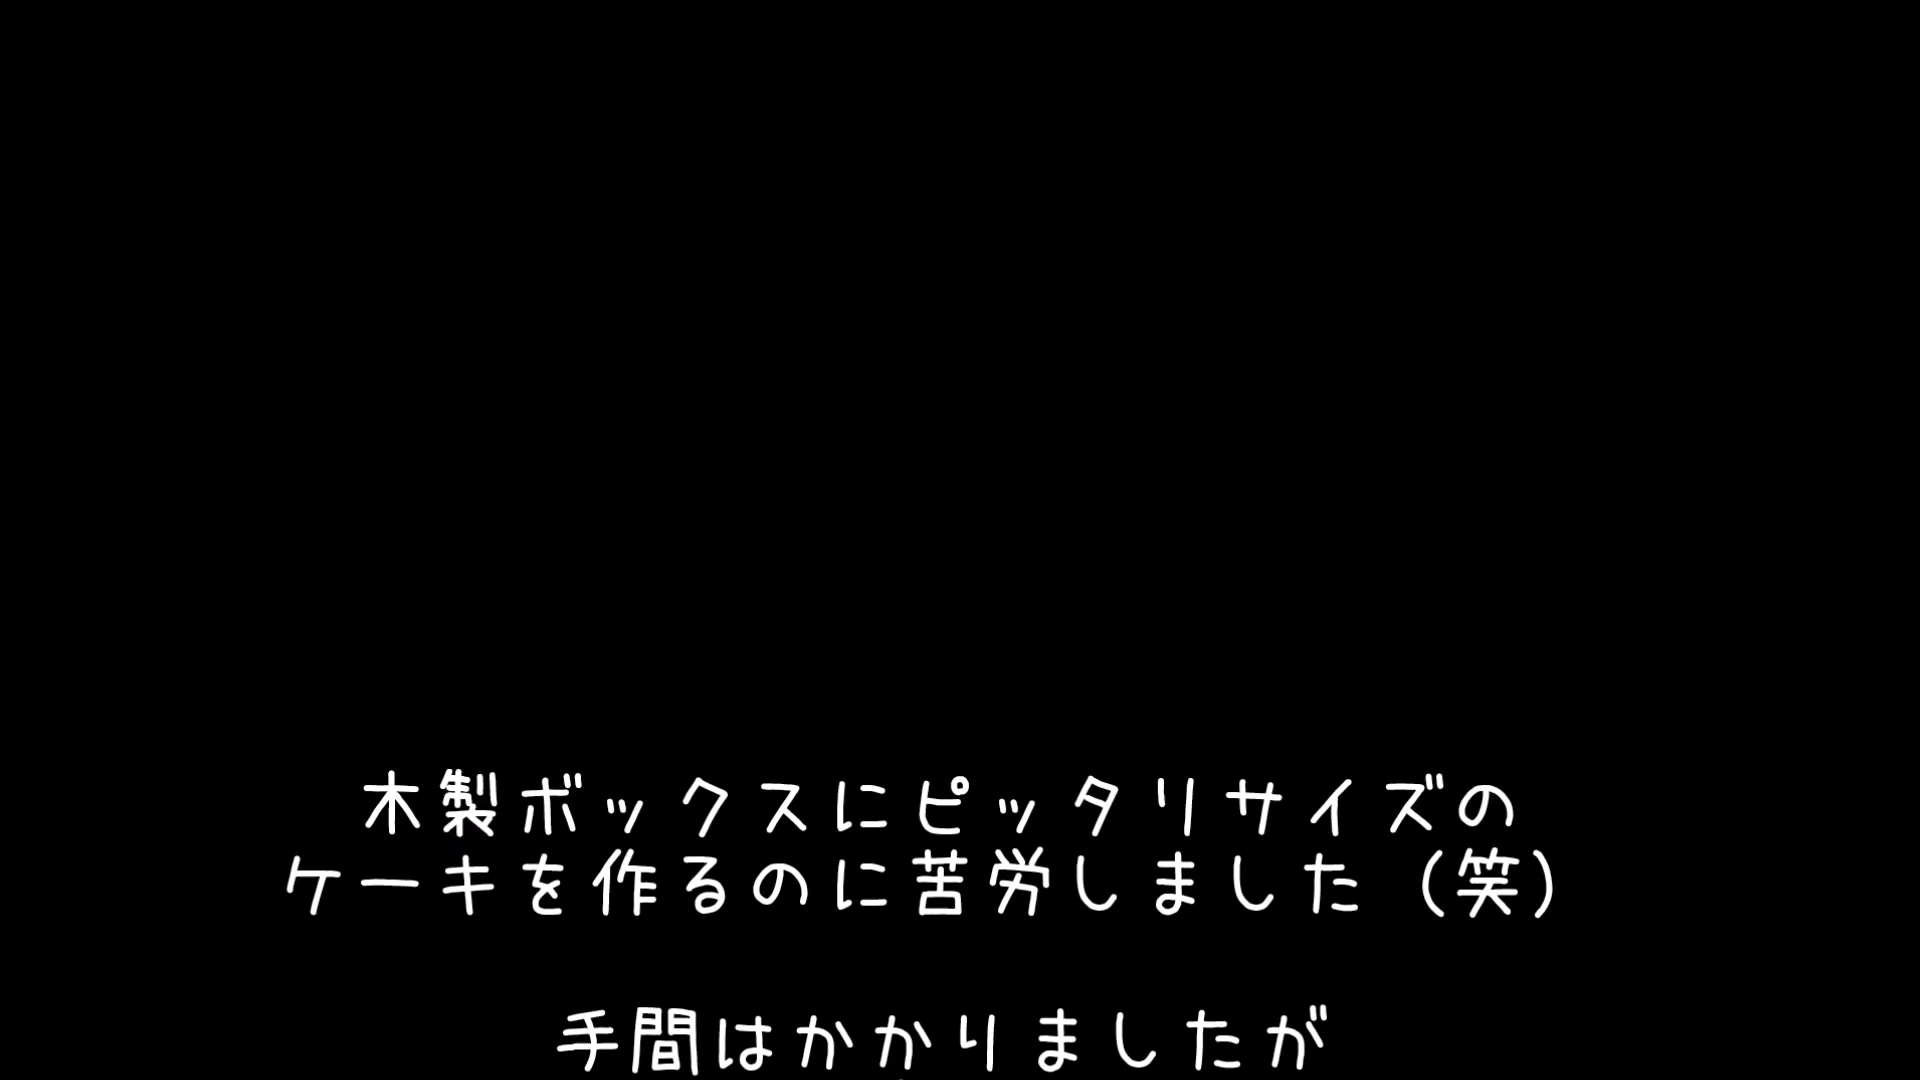 木製ボックスにピッタリサイズの
ケーキを作るのに苦労しました（笑）
手間はかかりましたが